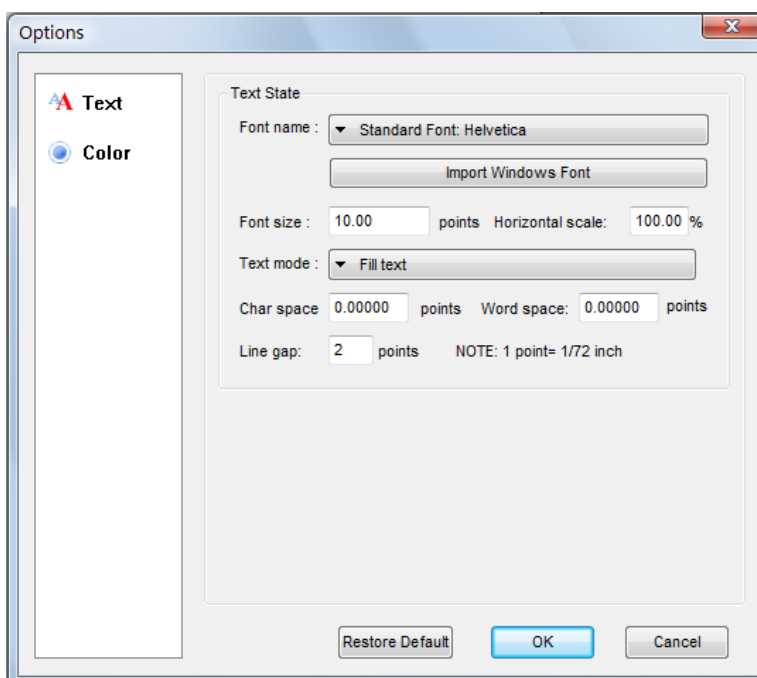 Options
Text
Color
Text State
Font name : Standard Font: Helvetica
Import Windows Font
Font size : 10.00 points Horizontal scale: 100.00 %
Text mode : Fill text
Char space 0.00000 points Word space: 0.00000 points
Line gap: 2 points NOTE: 1 point= 1/72 inch
Restore Default OK Cancel